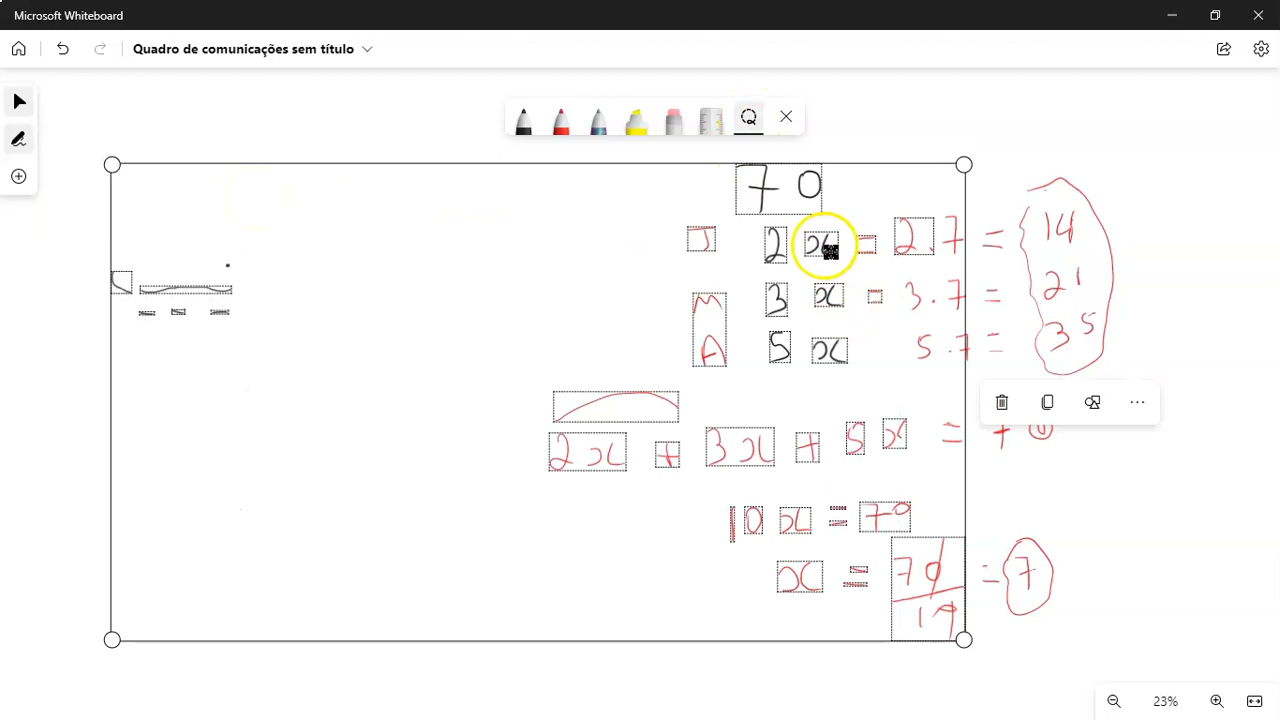 Microsoft Whiteboard
Quadro de comunicações sem título
70
J 2x = 2.7 = 14
M 3x = 3.7 = 21
A 5x 5.7 = 35
2x + 3x + 5x =
10x = 70
x = 70/10 = 7
23%